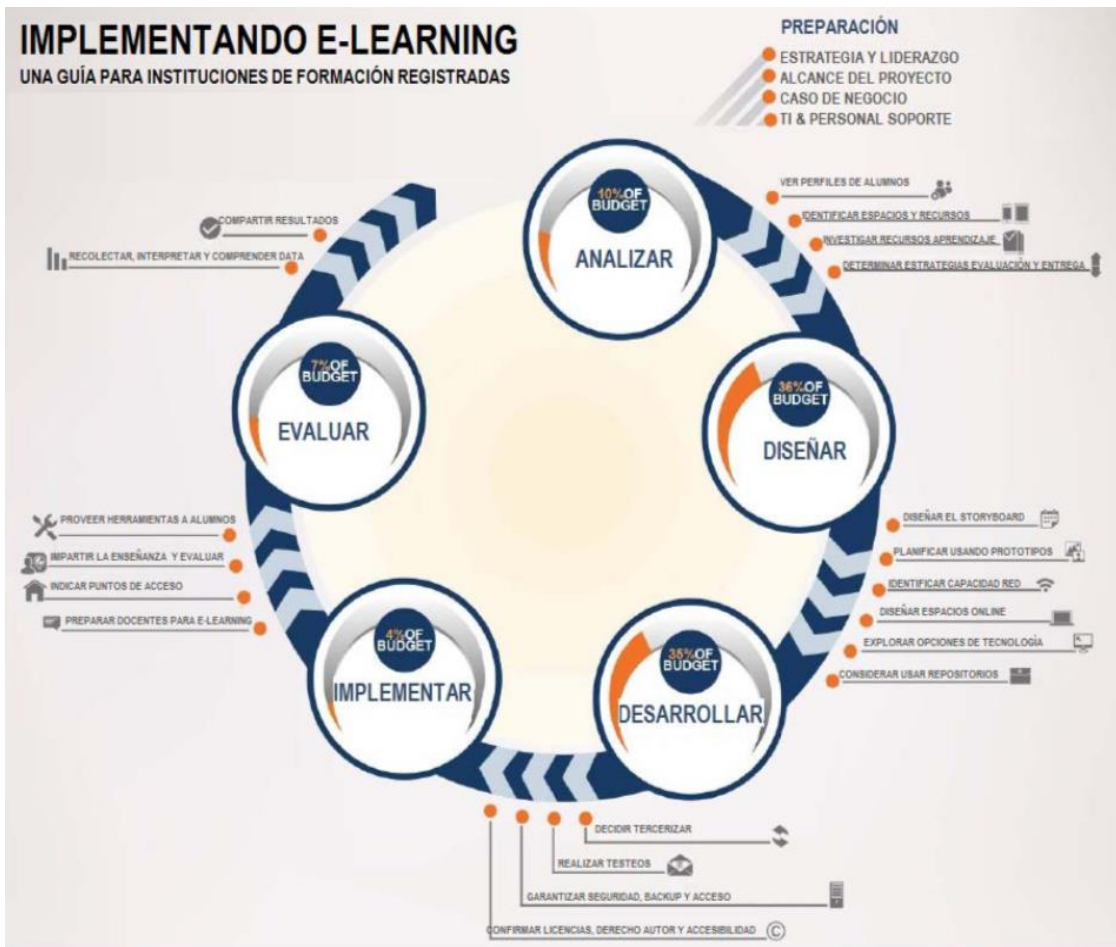 IMPLEMENTANDO E-LEARNING
UNA GUÍA PARA INSTITUCIONES DE FORMACIÓN REGISTRADAS
PREPARACIÓN
ESTRATEGIA Y LIDERAZGO
ALCANCE DEL PROYECTO
CASO DE NEGOCIO
TI & PERSONAL SOPORTE
10% OF
BUDGET
ANALIZAR
VER PERFILES DE ALUMNOS
IDENTIFICAR ESPACIOS Y RECURSOS
INVESTIGAR RECURSOS APRENDIZAJE
DETERMINAR ESTRATEGIAS EVALUACIÓN Y ENTREGA
36% OF
BUDGET
DISEÑAR
DISEÑAR EL STORYBOARD
PLANIFICAR USANDO PROTOTIPOS
IDENTIFICAR CAPACIDAD RED
DISEÑAR ESPACIOS ONLINE
EXPLORAR OPCIONES DE TECNOLOGÍA
CONSIDERAR USAR REPOSITORIOS
35% OF
BUDGET
DESARROLLAR
DECIDIR TERCERIZAR
REALIZAR TESTEOS
GARANTIZAR SEGURIDAD, BACKUP Y ACCESO
CONFIRMAR LICENCIAS, DERECHO AUTOR Y ACCESIBILIDAD
4% OF
BUDGET
IMPLEMENTAR
PROVEER HERRAMIENTAS A ALUMNOS
IMPARTIR LA ENSEÑANZA Y EVALUAR
INDICAR PUNTOS DE ACCESO
PREPARAR DOCENTES PARA E-LEARNING
7% OF
BUDGET
EVALUAR
COMPARTIR RESULTADOS
RECOLECTAR, INTERPRETAR Y COMPRENDER DATA